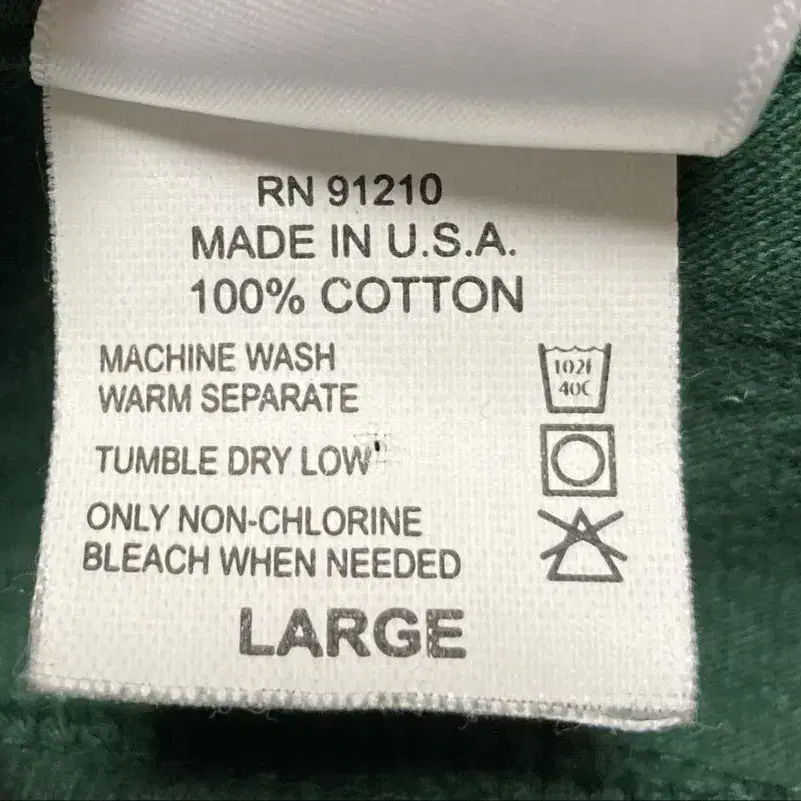 RN 91210
MADE IN U.S.A.
100% COTTON
MACHINE WASH
WARM SEPARATE
102F
40C
TUMBLE DRY LOW
ONLY NON-CHLORINE
BLEACH WHEN NEEDED
LARGE